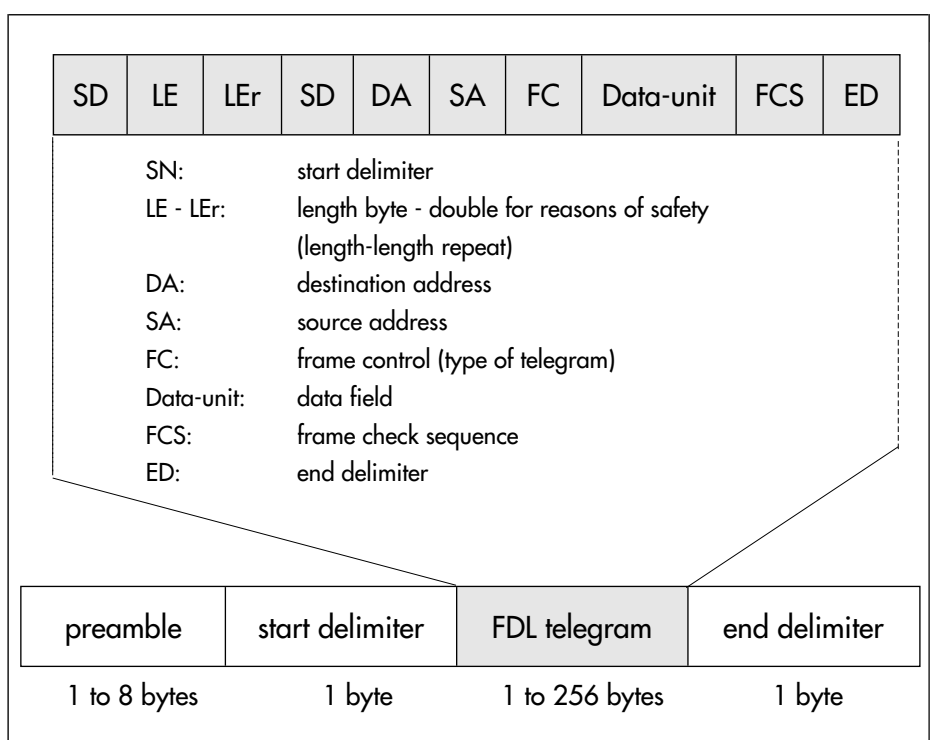 SD LE LEr SD DA SA FC Data-unit FCS ED
SN: start delimiter
LE - LEr: length byte - double for reasons of safety
(length-length repeat)
DA: destination address
SA: source address
FC: frame control (type of telegram)
Data-unit: data field
FCS: frame check sequence
ED: end delimiter
preamble start delimiter FDL telegram end delimiter
1 to 8 bytes 1 byte 1 to 256 bytes 1 byte